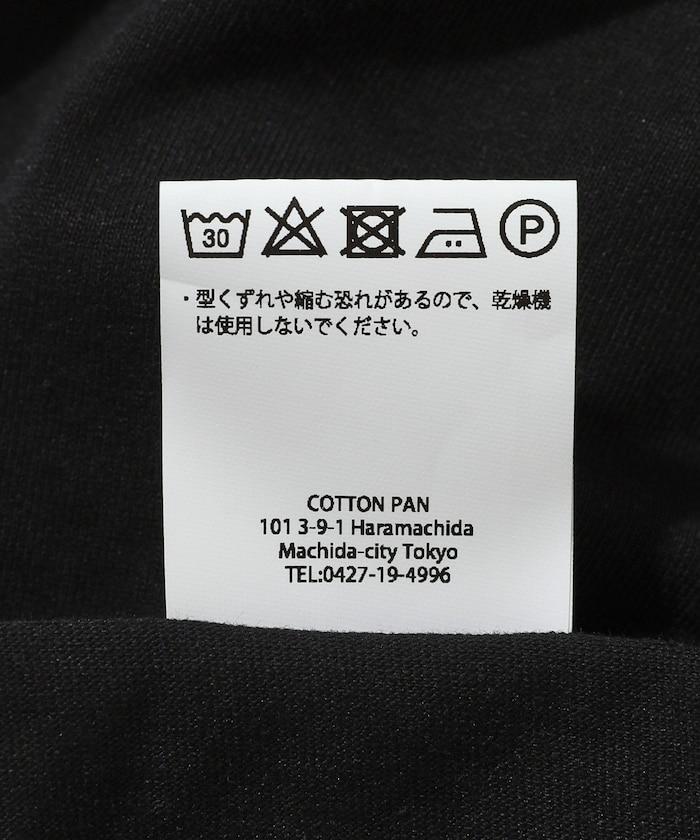 30 P
・型くずれや縮む恐れがあるので、乾燥機
は使用しないでください。
COTTON PAN
101 3-9-1 Haramachida
Machida-city Tokyo
TEL:0427-19-4996